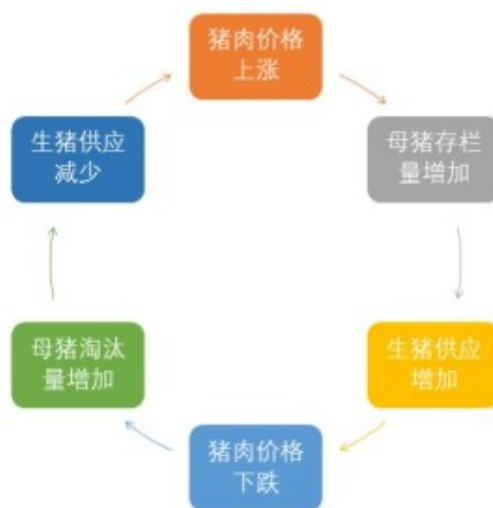 猪肉价格
上涨
母猪存栏
量增加
生猪供应
增加
猪肉价格
下跌
母猪淘汰
量增加
生猪供应
减少